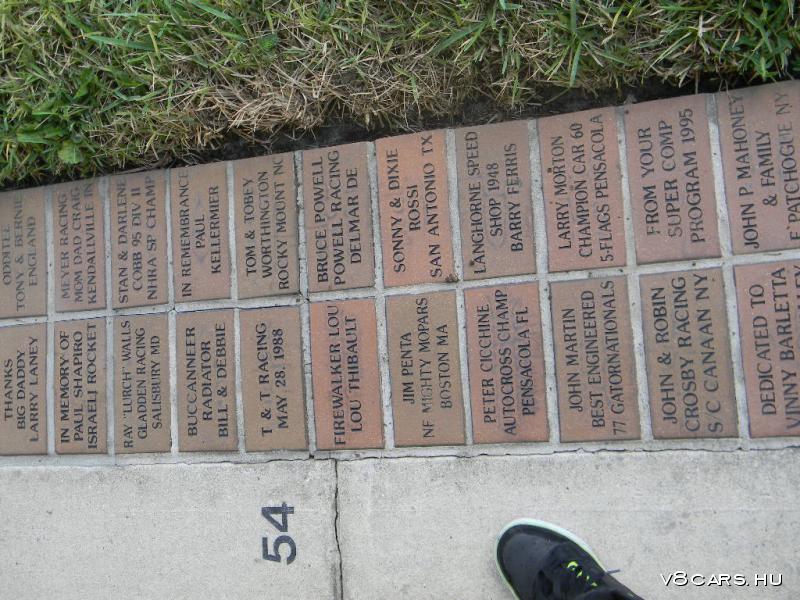 TONY & BERNIE
ENGLAND
MEYER RACING
MOM DAD CRAIG
KENDALLVILLE IN
STAN & DARLENE
COBB 95 DIV II
NHRA SP CHAMP
IN REMEMBRANCE
PAUL
KELLERMIER
TOM & TOBEY
WORTHINGTON
ROCKY MOUNT NC
BRUCE POWELL
POWELL RACING
DELMAR DE
SONNY & DIXIE
ROSSI
SAN ANTONIO TX
LANGHORNE SPEED
SHOP 1948
BARRY FERRIS
LARRY MORTON
CHAMPION CAR 60
5-FLAGS PENSACOLA
FROM YOUR
SUPER COMP
PROGRAM 1995
JOHN P MAHONEY
& FAMILY
E PATCHOGUE NY
THANKS
BIG DADDY
LARRY LANEY
IN MEMORY OF
PAUL SHAPIRO
ISRAELI ROCKET
RAY "LURCH" WALLS
GLADDEN RACING
SALISBURY MD
BUCCANEER
RADIATOR
BILL & DEBBIE
T & T RACING
MAY 28, 1988
FIREWALKER LOU
LOU THIBAULT
JIM PENTA
NE MIGHTY MOPARS
BOSTON MA
PETER CICCHINE
AUTOCROSS CHAMP
PENSACOLA FL
JOHN MARTIN
BEST ENGINEERED
77 GATORNATIONALS
JOHN & ROBIN
CROSBY RACING
S/C CANAAN NY
DEDICATED TO
VINNY BARLETTA
54
V8CARS.HU